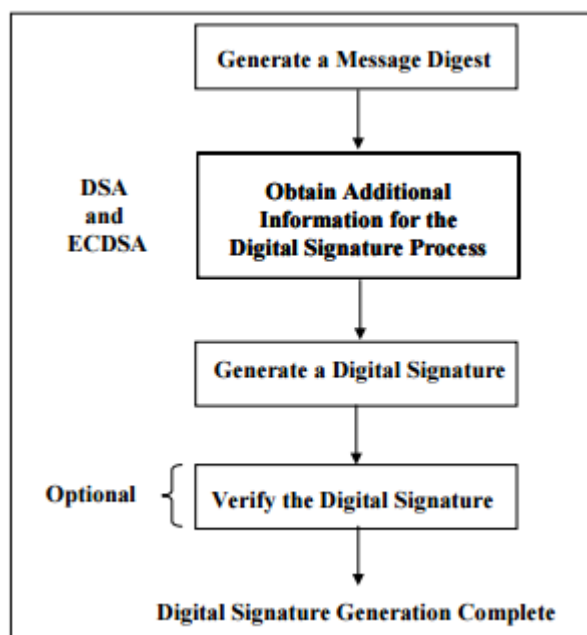 Generate a Message Digest
DSA
and
ECDSA
Obtain Additional
Information for the
Digital Signature Process
Generate a Digital Signature
Optional
Verify the Digital Signature
Digital Signature Generation Complete